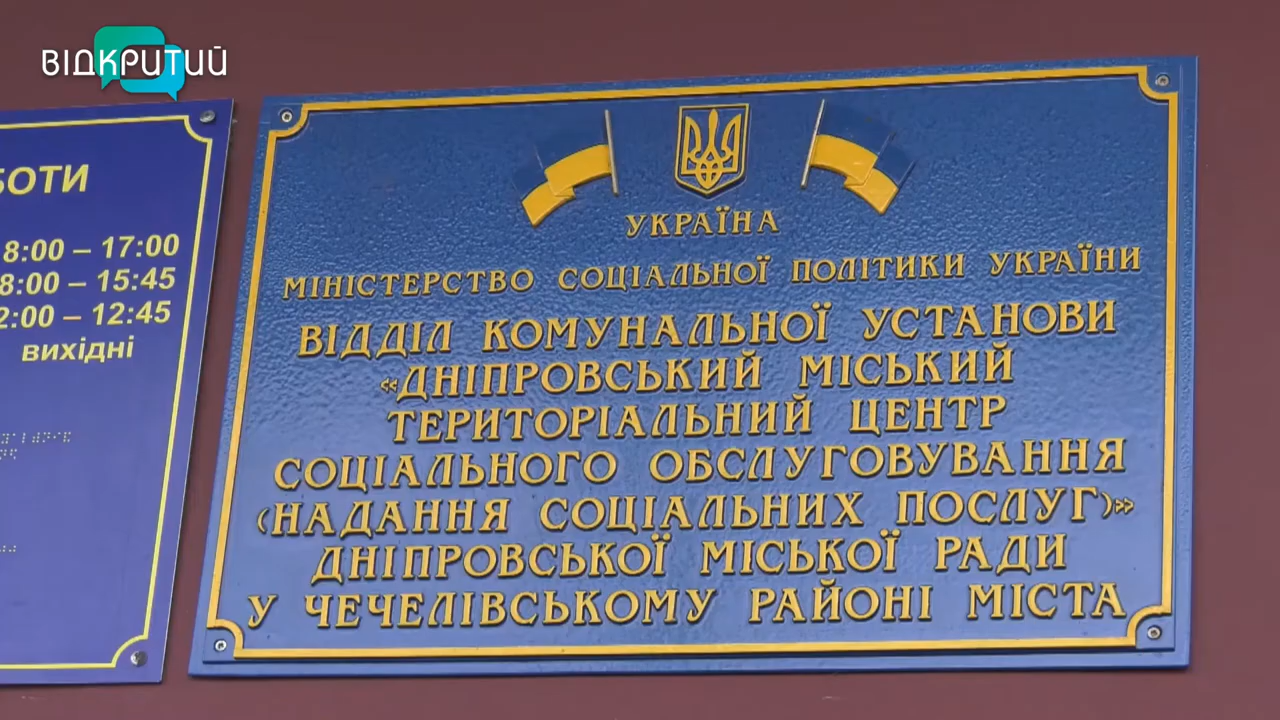 ВІДКРИТИЙ
8:00 – 17:00
8:00 – 15:45
2:00 – 12:45
вихідні
УКРАЇНА
МІНІСТЕРСТВО СОЦІАЛЬНОЇ ПОЛІТИКИ УКРАЇНИ
ВІДДІЛ КОМУНАЛЬНОЇ УСТАНОВИ
«ДНІПРОВСЬКИЙ МІСЬКИЙ
ТЕРИТОРІАЛЬНИЙ ЦЕНТР
СОЦІАЛЬНОГО ОБСЛУГОВУВАННЯ
(НАДАННЯ СОЦІАЛЬНИХ ПОСЛУГ)»
ДНІПРОВСЬКОЇ МІСЬКОЇ РАДИ
У ЧЕЧЕЛІВСЬКОМУ РАЙОНІ МІСТА